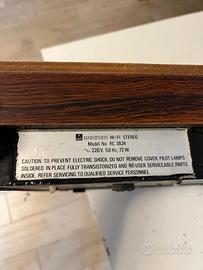 HI-FI STEREO
Model No. RC 3824
~ 220V. 50 Hz, 72 W.
CAUTION: TO PREVENT ELECTRIC SHOCK, DO NOT REMOVE COVER. PILOT LAMPS
SOLDERED IN PLACE. FULLY TRANSISTORIZED AND NO USER SERVICEABLE PARTS
INSIDE. REFER SERVICING TO QUALIFIED SERVICE PERSONNEL
subito